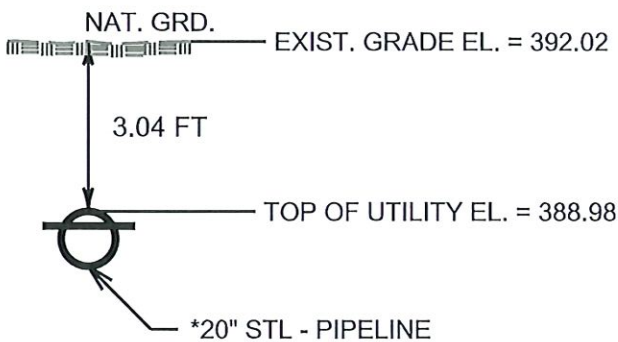 NAT. GRD.
EXIST. GRADE EL. = 392.02
3.04 FT
TOP OF UTILITY EL. = 388.98
*20" STL - PIPELINE